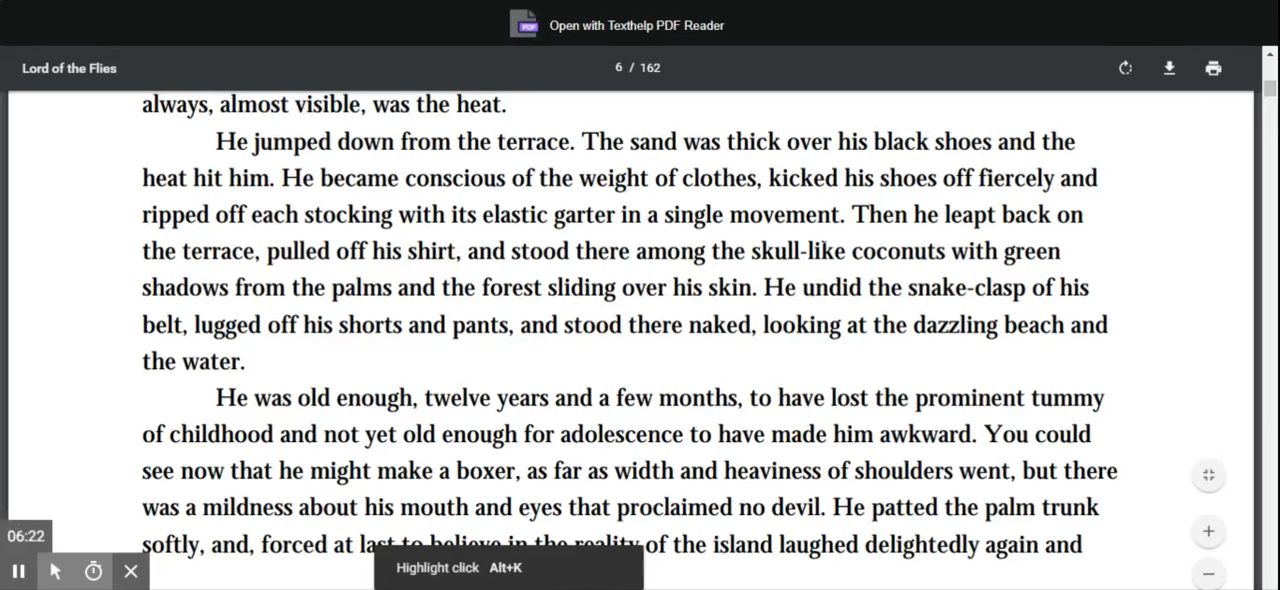 PDF
Open with Texthelp PDF Reader
Lord of the Flies
6 / 162
always, almost visible, was the heat.
He jumped down from the terrace. The sand was thick over his black shoes and the
heat hit him. He became conscious of the weight of clothes, kicked his shoes off fiercely and
ripped off each stocking with its elastic garter in a single movement. Then he leapt back on
the terrace, pulled off his shirt, and stood there among the skull-like coconuts with green
shadows from the palms and the forest sliding over his skin. He undid the snake-clasp of his
belt, lugged off his shorts and pants, and stood there naked, looking at the dazzling beach and
the water.
He was old enough, twelve years and a few months, to have lost the prominent tummy
of childhood and not yet old enough for adolescence to have made him awkward. You could
see now that he might make a boxer, as far as width and heaviness of shoulders went, but there
was a mildness about his mouth and eyes that proclaimed no devil. He patted the palm trunk
softly, and, forced at last to believe in the reality of the island laughed delightedly again and
06:22
Highlight click Alt+K